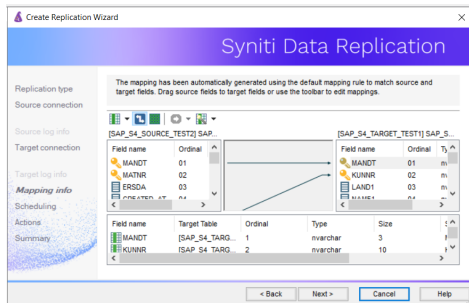 Create Replication Wizard
Syniti Data Replication
Replication type
Source connection
Source log info
Target connection
Target log info
Mapping info
Scheduling
Actions
Summary
The mapping has been automatically generated using the default mapping rule to match source and
target fields. Drag source fields to target fields or use the toolbar to edit mappings.
[SAP_S4_SOURCE_TEST2] SAP... [SAP_S4_TARGET_TEST1] SAP_S...
Field name Ordinal Field name Ordinal Ty
MANDT 01 MANDT 01
MATNR 02 KUNNR 02
ERSDA 03 LAND1 03
Field name Target Table Ordinal Type Size
MANDT [SAP_S4_TARG... 1 nvarchar 3
KUNNR [SAP_S4_TARG... 2 nvarchar 10
< Back Next > Cancel Help